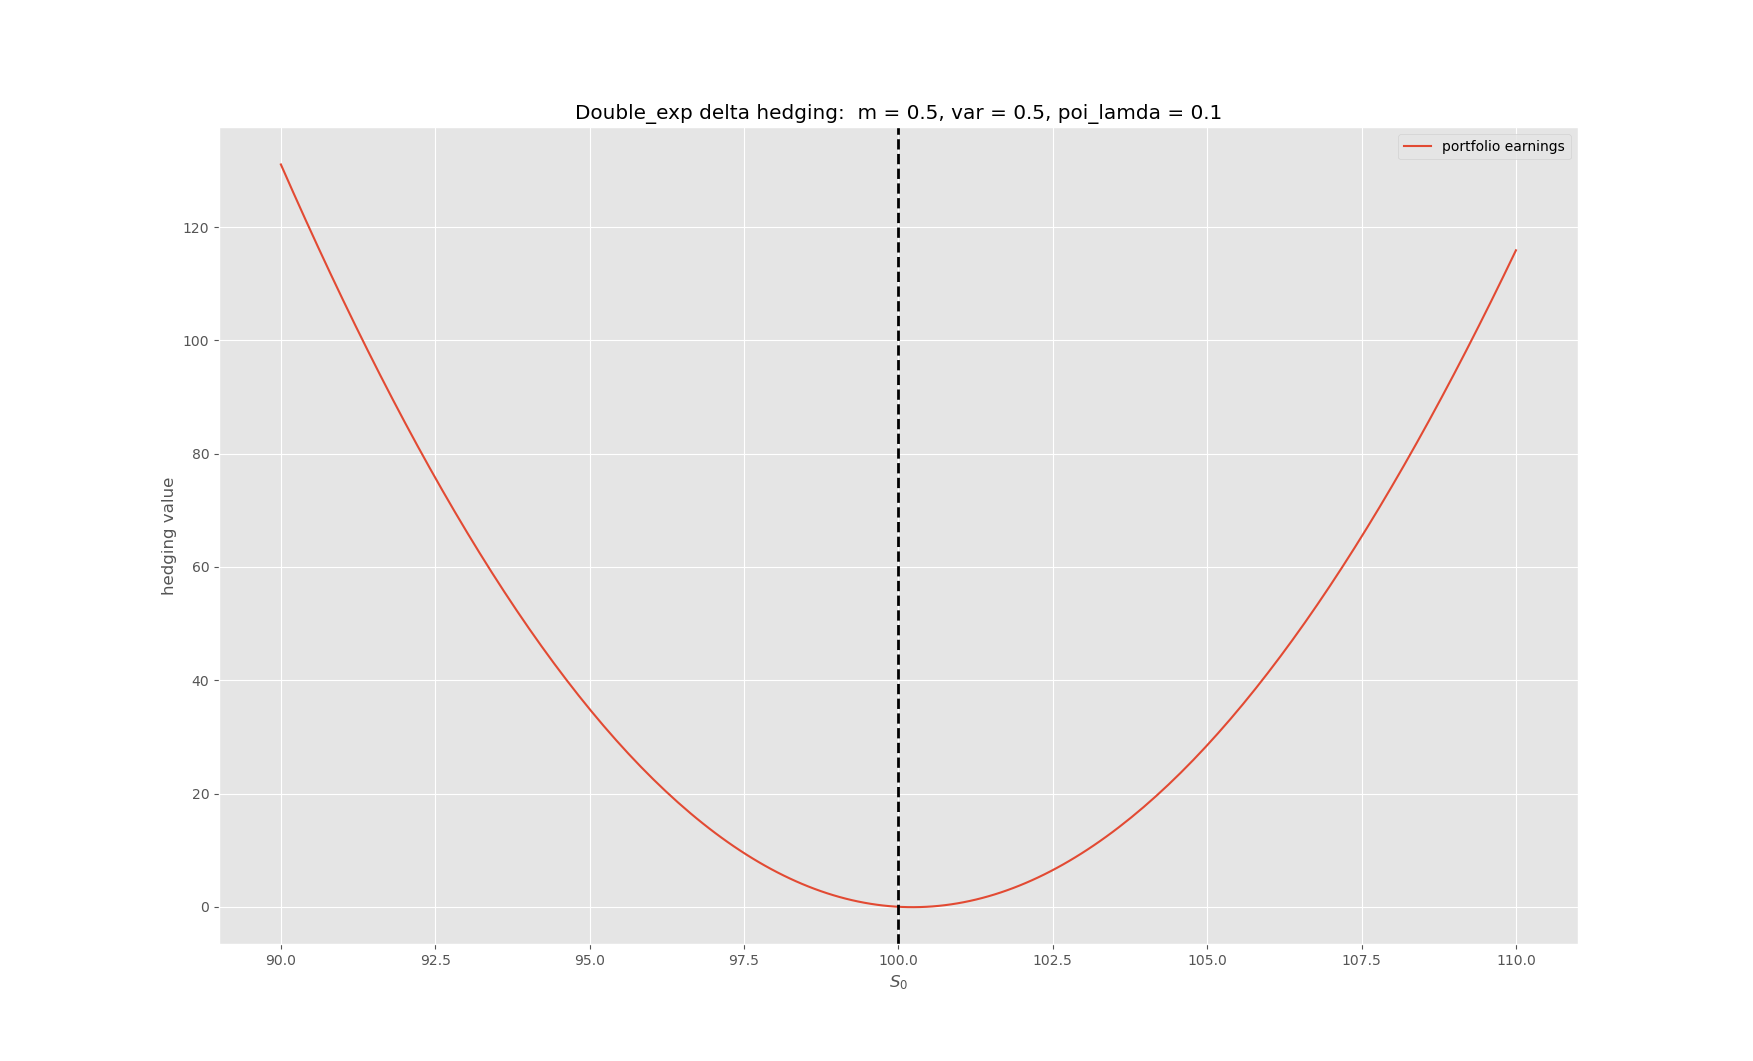 Double_exp delta hedging:  m = 0.5, var = 0.5, poi_lamda = 0.1
portfolio earnings
120
100
80
60
40
20
0
hedging value
90.0 92.5 95.0 97.5 100.0 102.5 105.0 107.5 110.0
S₀